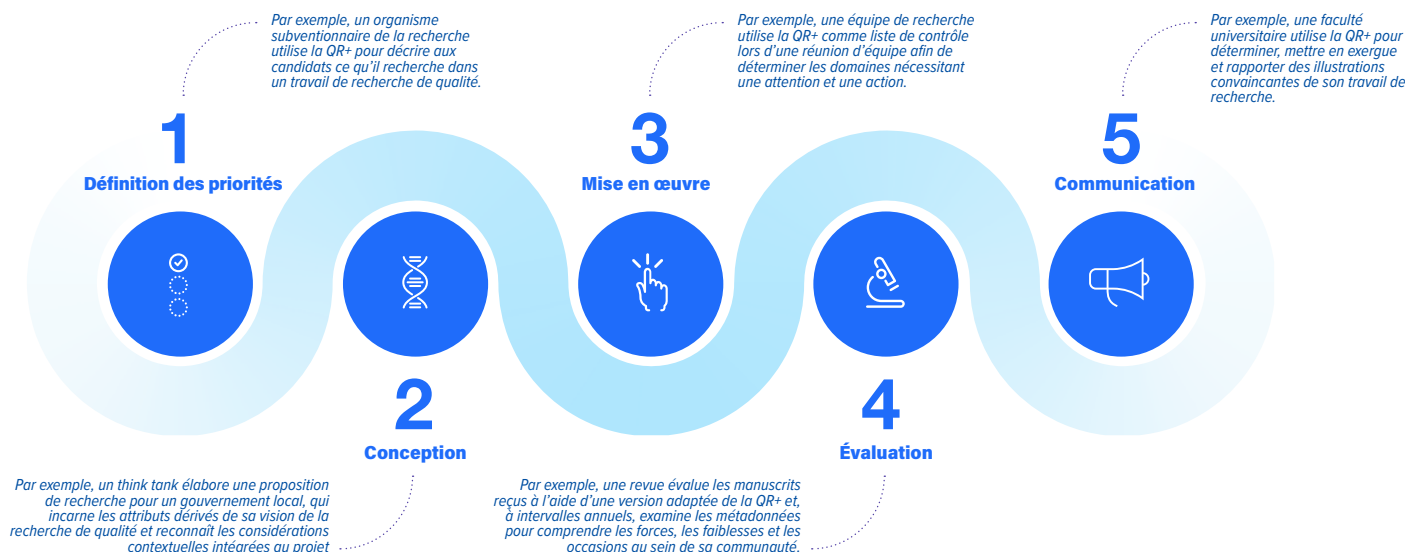 Par exemple, un organisme
subventionnaire de la recherche
utilise la QR+ pour décrire aux
candidats ce qu'il recherche dans
un travail de recherche de qualité.
1
Définition des priorités
Par exemple, un think tank élabore une proposition
de recherche pour un gouvernement local, qui
incarne les attributs dérivés de sa vision de la
recherche de qualité et reconnaît les considérations
contextuelles intégrées au projet
2
Conception
Par exemple, une équipe de recherche
utilise la QR+ comme liste de contrôle
lors d'une réunion d'équipe afin de
déterminer les domaines nécessitant
une attention et une action.
3
Mise en œuvre
4
Évaluation
Par exemple, une revue évalue les manuscrits
reçus à l'aide d'une version adaptée de la QR+ et,
à intervalles annuels, examine les métadonnées
pour comprendre les forces, les faiblesses et les
occasions au sein de sa communauté.
Par exemple, une faculté
universitaire utilise la QR+ pour
déterminer, mettre en exergue
et rapporter des illustrations
convaincantes de son travail de
recherche.
5
Communication